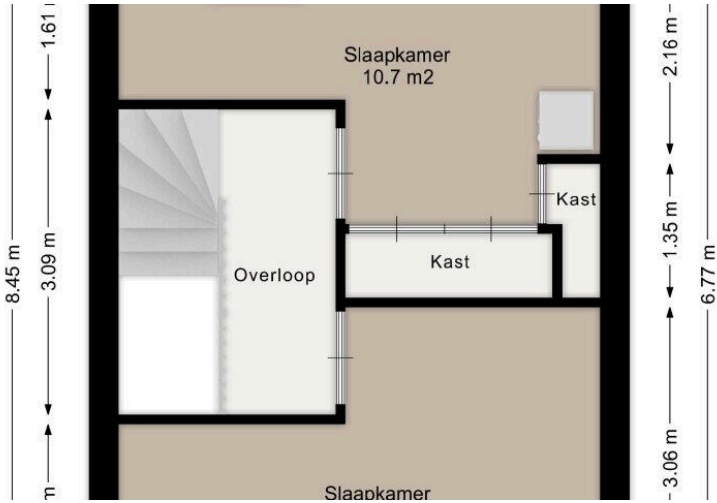 1.61
Slaapkamer
10.7 m2
2.16 m
Kast
8.45 m
3.09 m
Overloop
Kast
1.35 m
6.77 m
m
Slaapkamer
3.06 m